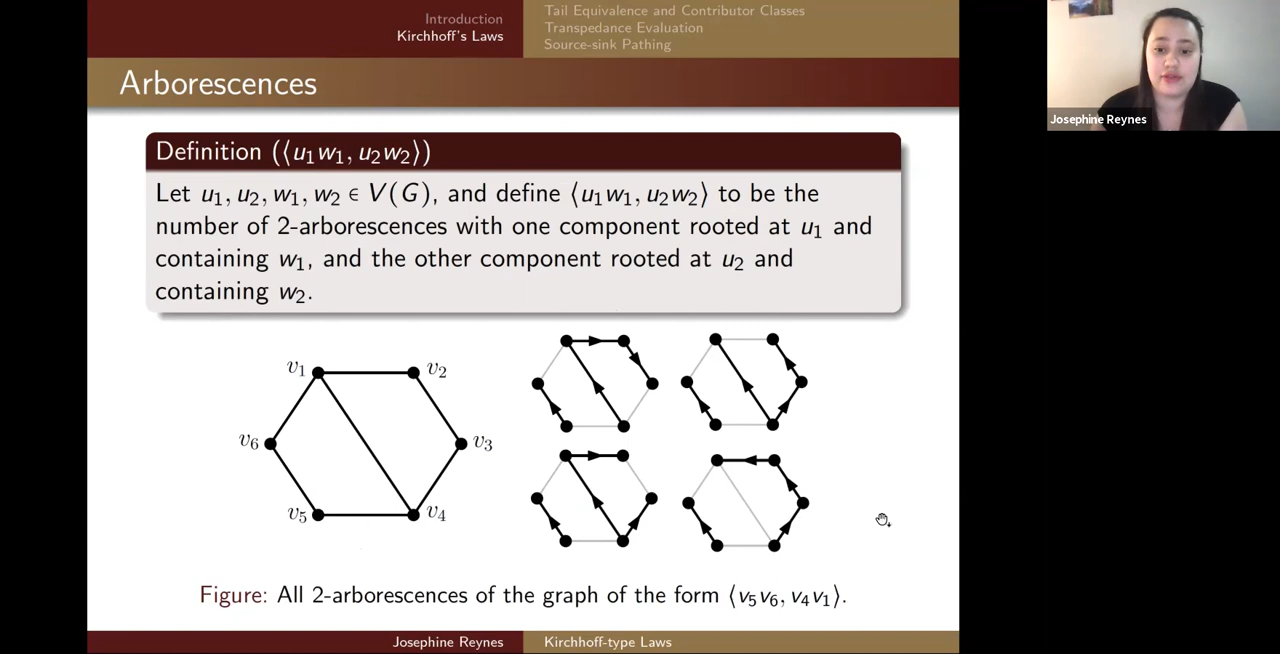 Introduction
Kirchhoff's Laws
Tail Equivalence and Contributor Classes
Transpedance Evaluation
Source-sink Pathing
Arborescences
Josephine Reynes
Definition (⟨u₁w₁, u₂w₂⟩)
Let u₁, u₂, w₁, w₂ ∈ V(G), and define ⟨u₁w₁, u₂w₂⟩ to be the
number of 2-arborescences with one component rooted at u₁ and
containing w₁, and the other component rooted at u₂ and
containing w₂.
v₁
v₂
v₆
v₃
v₅
v₄
Figure: All 2-arborescences of the graph of the form ⟨v₅v₆, v₄v₁⟩.
Josephine Reynes
Kirchhoff-type Laws